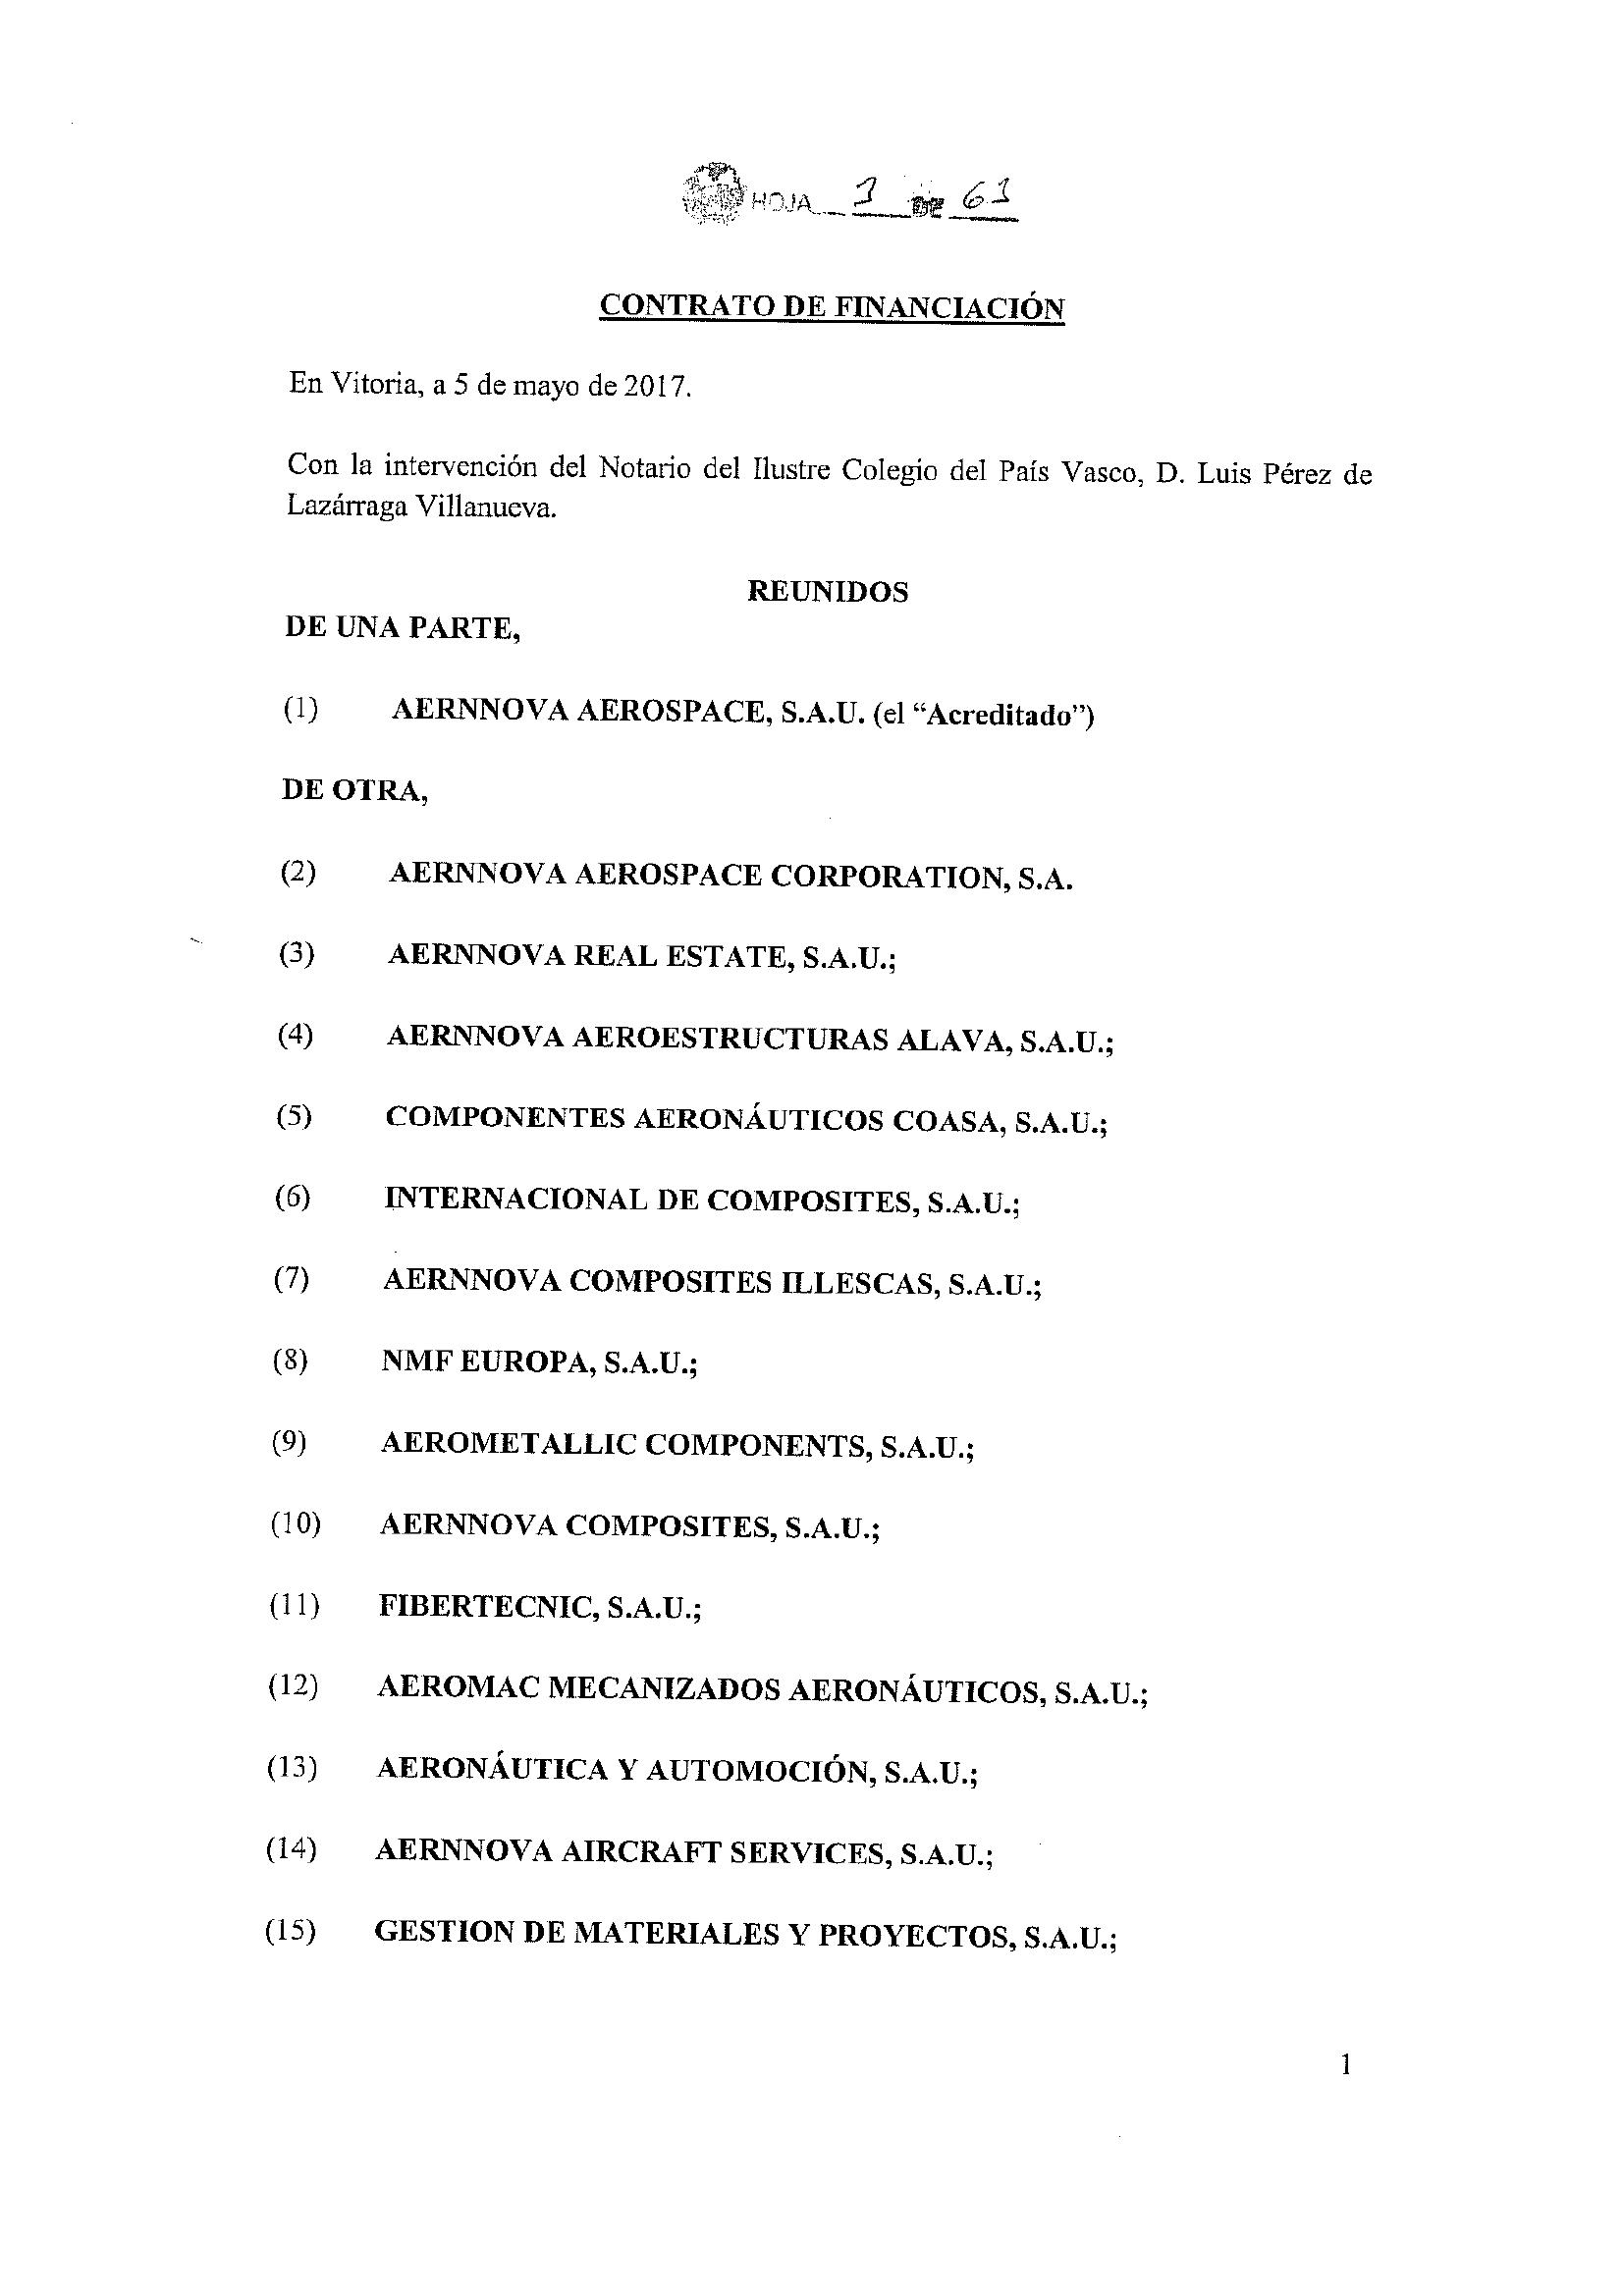 HOJA 1 DE 61
CONTRATO DE FINANCIACIÓN
En Vitoria, a 5 de mayo de 2017.
Con la intervención del Notario del Ilustre Colegio del País Vasco, D. Luis Pérez de
Lazárraga Villanueva.
REUNIDOS
DE UNA PARTE,
(1) AERNNOVA AEROSPACE, S.A.U. (el “Acreditado”)
DE OTRA,
(2) AERNNOVA AEROSPACE CORPORATION, S.A.
(3) AERNNOVA REAL ESTATE, S.A.U.;
(4) AERNNOVA AEROESTRUCTURAS ALAVA, S.A.U.;
(5) COMPONENTES AERONÁUTICOS COASA, S.A.U.;
(6) INTERNACIONAL DE COMPOSITES, S.A.U.;
(7) AERNNOVA COMPOSITES ILLESCAS, S.A.U.;
(8) NMF EUROPA, S.A.U.;
(9) AEROMETALLIC COMPONENTS, S.A.U.;
(10) AERNNOVA COMPOSITES, S.A.U.;
(11) FIBERTECNIC, S.A.U.;
(12) AEROMAC MECANIZADOS AERONÁUTICOS, S.A.U.;
(13) AERONÁUTICA Y AUTOMOCIÓN, S.A.U.;
(14) AERNNOVA AIRCRAFT SERVICES, S.A.U.;
(15) GESTION DE MATERIALES Y PROYECTOS, S.A.U.;
1